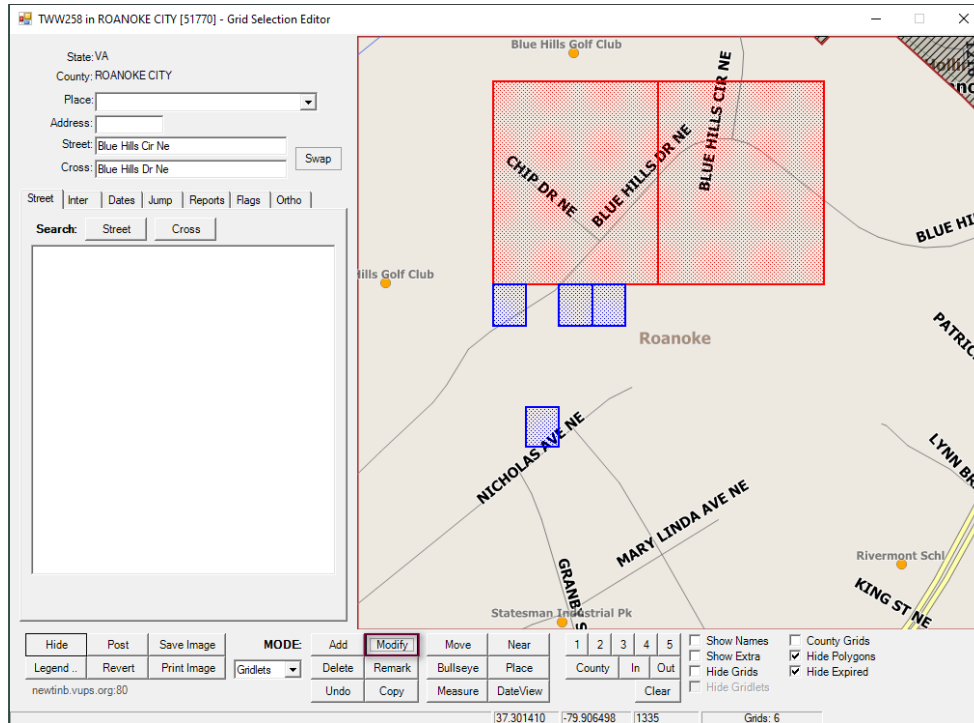 TWW258 in ROANOKE CITY [51770] - Grid Selection Editor
State: VA
County: ROANOKE CITY
Place:
Address:
Street: Blue Hills Cir Ne
Cross: Blue Hills Dr Ne
Swap
Street Inter Dates Jump Reports Flags Ortho
Search: Street Cross
Blue Hills Golf Club
BLUE HILLS CIR NE
CHIP DR NE
BLUE HILLS DR NE
BLUE HI
ills Golf Club
Roanoke
PATRIC
NICHOLAS AVE NE
LYNN BR
MARY LINDA AVE NE
Rivermont Schl
GRANB
S
KING ST NE
Statesman Industrial Pk
Hide Post Save Image MODE: Add Modify Move Near 1 2 3 4 5 Show Names County Grids
Legend .. Revert Print Image Gridlets Delete Remark Bullseye Place County In Out Show Extra Hide Polygons
Hide Grids Hide Expired
newtinb.vups.org:80 Undo Copy Measure DateView Clear Hide Gridlets
37.301410 -79.906498 1335 Grids: 6